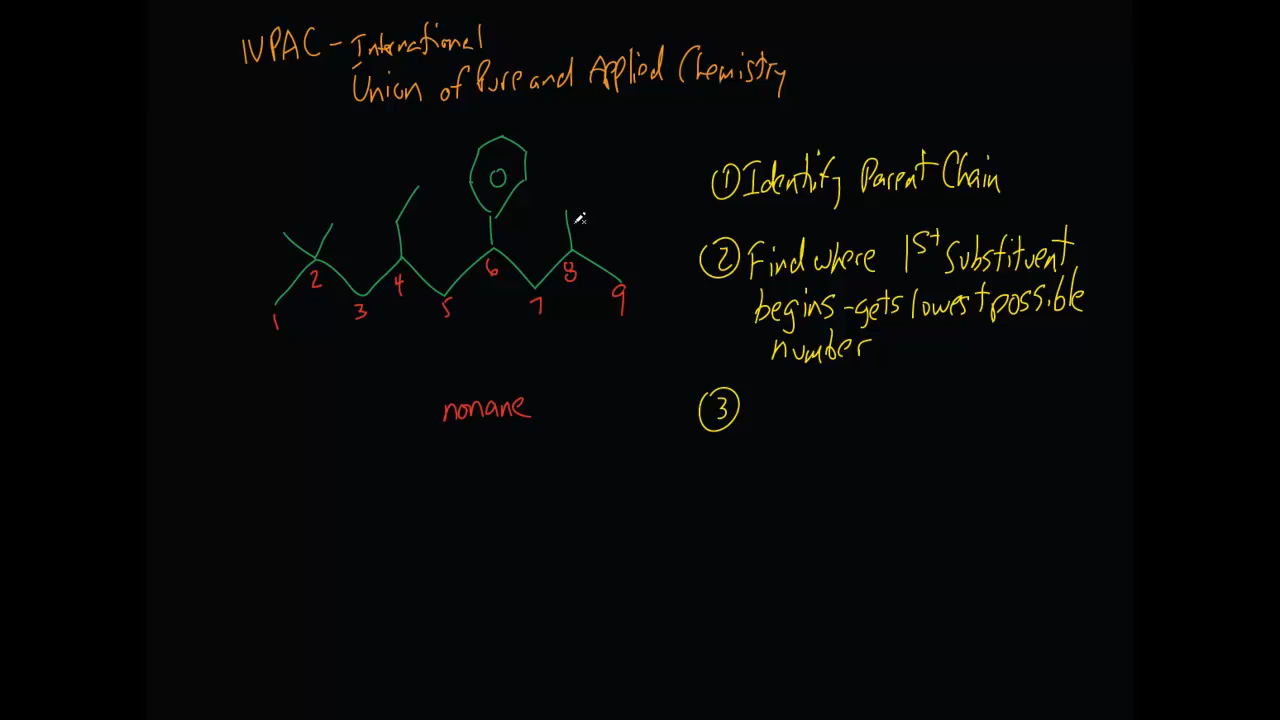 IUPAC - International
Union of Pure and Applied Chemistry
① Identify Parent Chain
② Find where 1st Substituent
begins - gets lowest possible
number
1 2 3 4 5 6 7 8 9
nonane
③